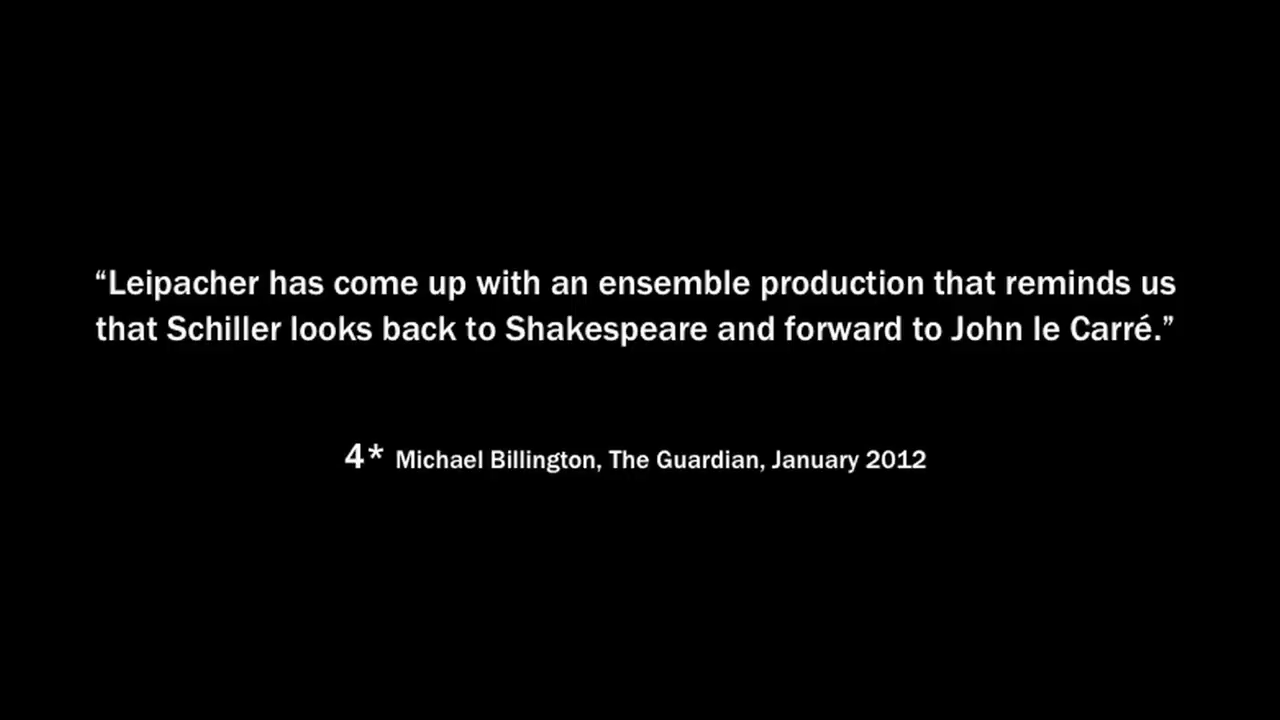 “Leipacher has come up with an ensemble production that reminds us
that Schiller looks back to Shakespeare and forward to John le Carré.”
4* Michael Billington, The Guardian, January 2012